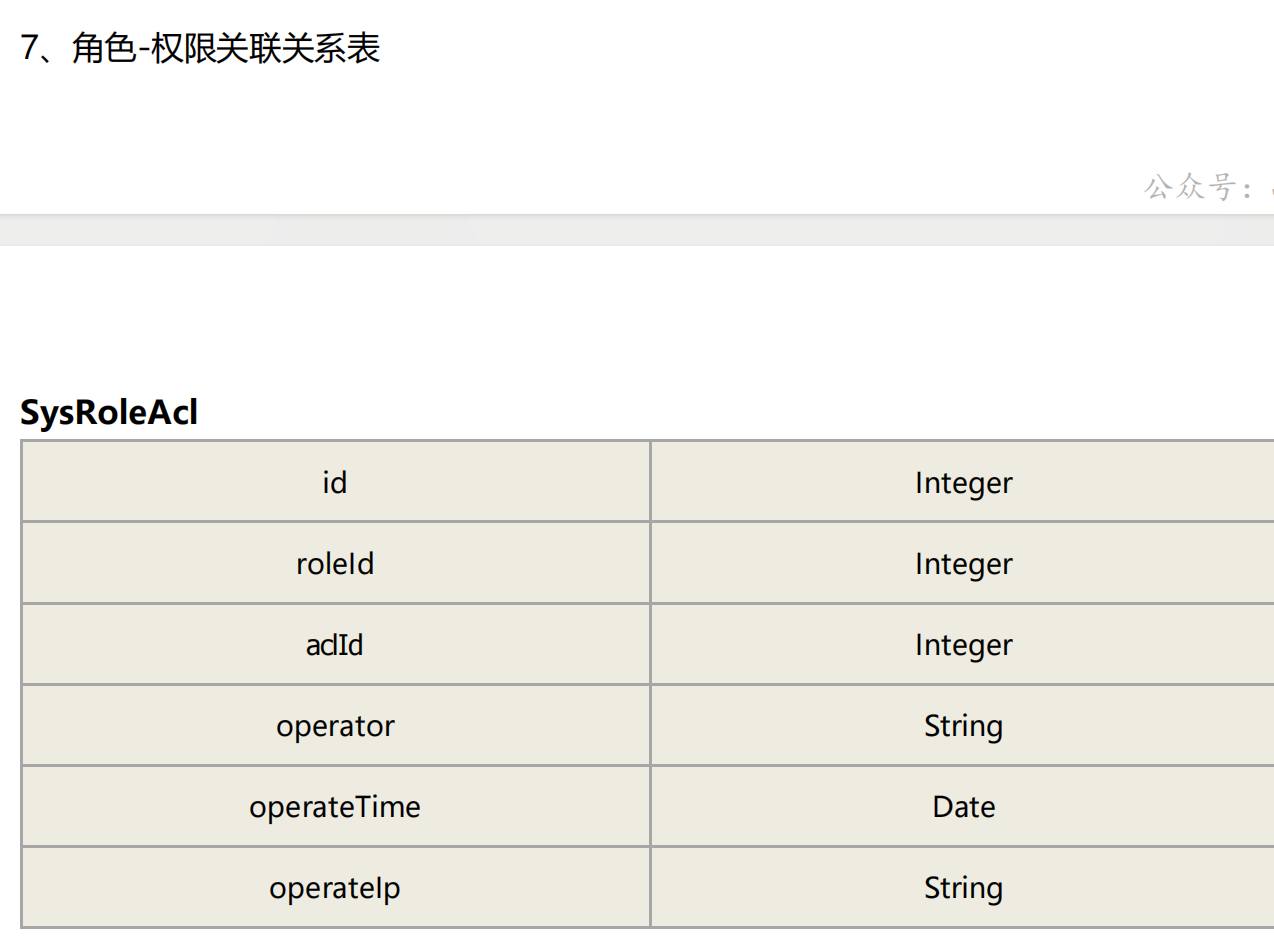 7、角色-权限关联关系表
公众号：
SysRoleAcl
id Integer
roleId Integer
aclId Integer
operator String
operateTime Date
operateIp String